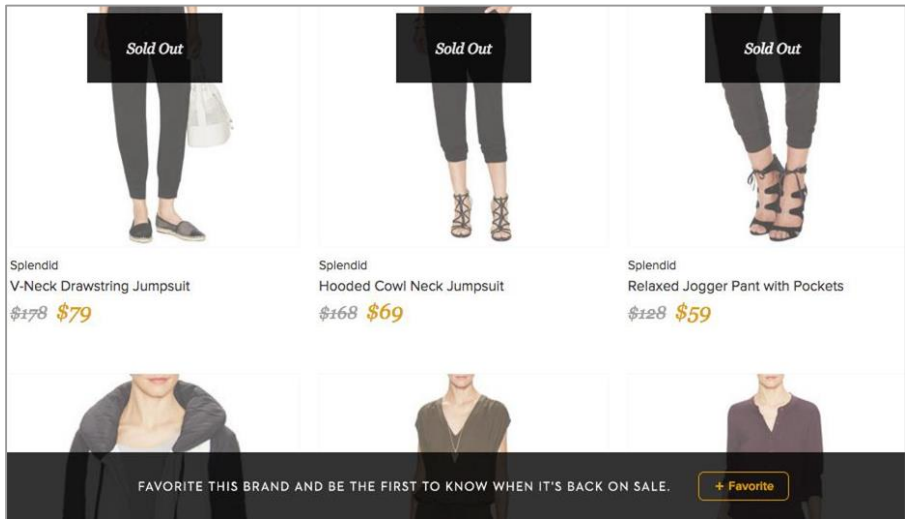 Sold Out
Sold Out
Sold Out
Splendid
V-Neck Drawstring Jumpsuit
$178 $79
Splendid
Hooded Cowl Neck Jumpsuit
$168 $69
Splendid
Relaxed Jogger Pant with Pockets
$128 $59
FAVORITE THIS BRAND AND BE THE FIRST TO KNOW WHEN IT'S BACK ON SALE.
+ Favorite